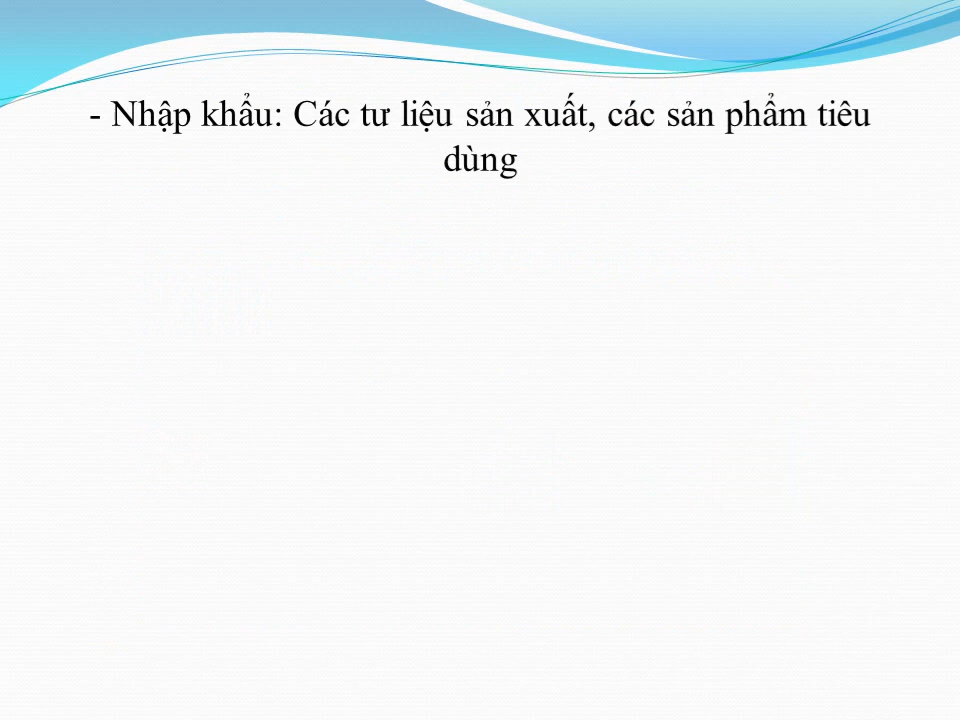 - Nhập khẩu: Các tư liệu sản xuất, các sản phẩm tiêu
dùng